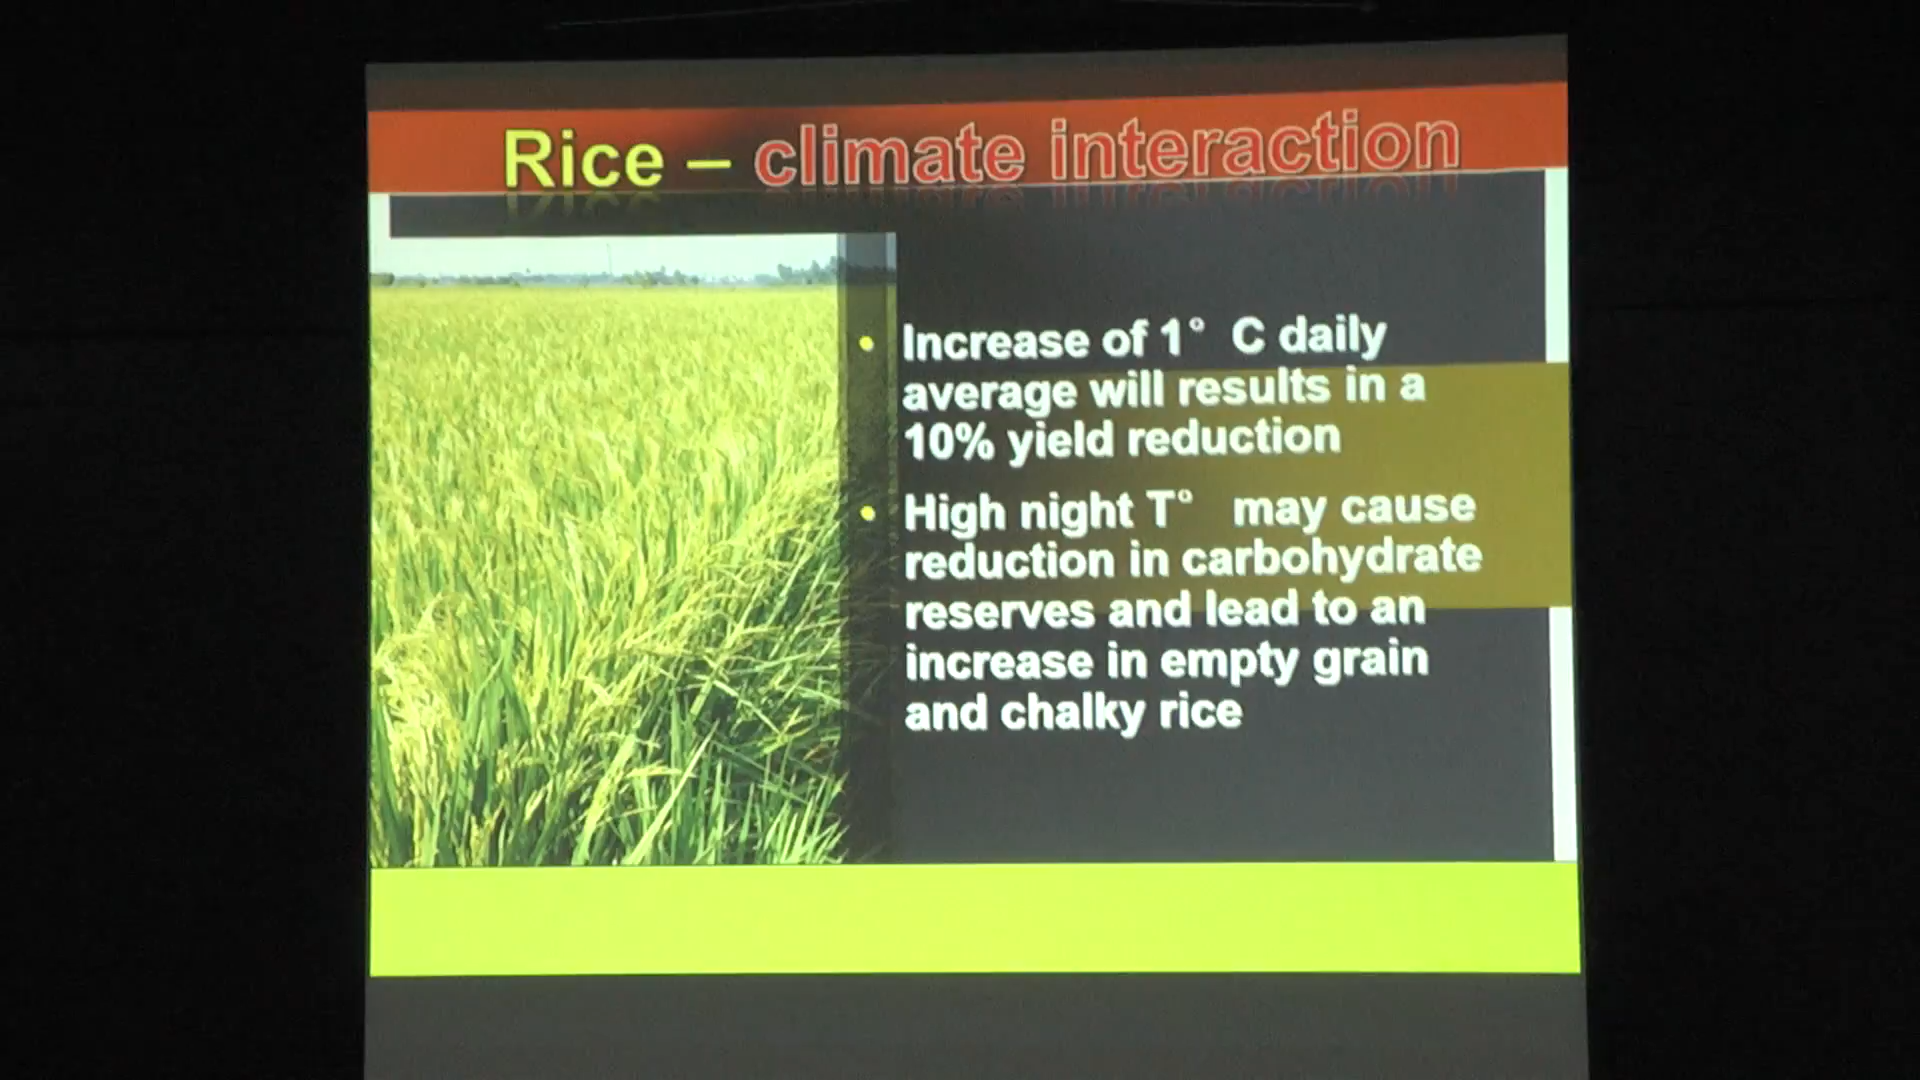 Rice – climate interaction
• Increase of 1° C daily
average will results in a
10% yield reduction
• High night T° may cause
reduction in carbohydrate
reserves and lead to an
increase in empty grain
and chalky rice